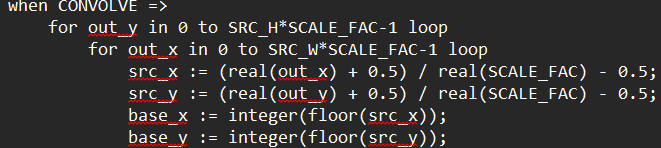 when CONVOLVE =>
for out_y in 0 to SRC_H*SCALE_FAC-1 loop
for out_x in 0 to SRC_W*SCALE_FAC-1 loop
src_x := (real(out_x) + 0.5) / real(SCALE_FAC) - 0.5;
src_y := (real(out_y) + 0.5) / real(SCALE_FAC) - 0.5;
base_x := integer(floor(src_x));
base_y := integer(floor(src_y));